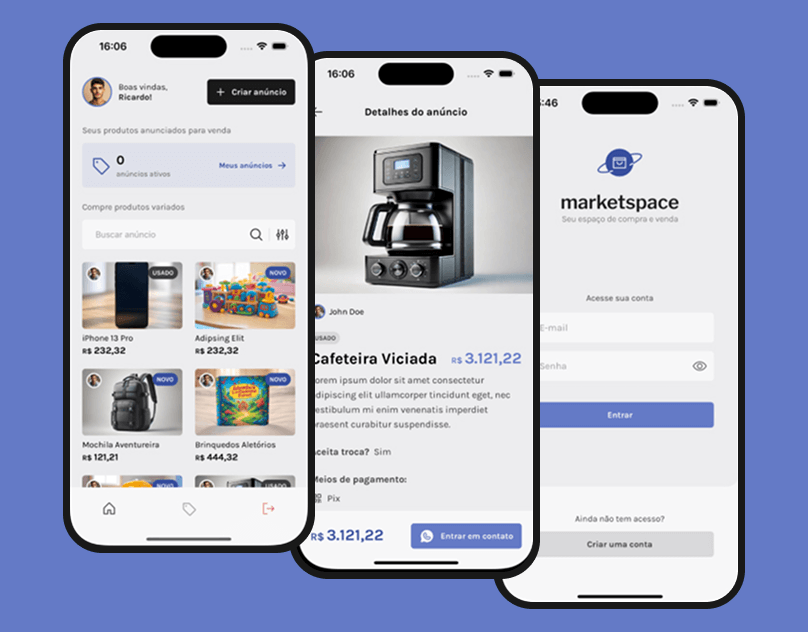 16:06
Boas vindas,
Ricardo!
+ Criar anúncio
Seus produtos anunciados para venda
0
anúncios ativos
Meus anúncios →
Compre produtos variados
Buscar anúncio
USADO
NOVO
iPhone 13 Pro
R$ 232,32
Adipsing Elit
R$ 232,32
NOVO
NOVO
Mochila Aventureira
R$ 121,21
Brinquedos Aletórios
R$ 444,32
NOVO
USADO
16:06
Detalhes do anúncio
John Doe
USADO
Cafeteira Viciada
R$ 3.121,22
orem ipsum dolor sit amet consectetur
dipiscing elit ullamcorper tincidunt eget, nec
vestibulum mi enim venenatis imperdiet
praesent curabitur suspendisse.
Aceita troca? Sim
Meios de pagamento:
Pix
R$ 3.121,22
Entrar em contato
:46
marketspace
Seu espaço de compra e venda
Acesse sua conta
E-mail
Senha
Entrar
Ainda não tem acesso?
Criar uma conta